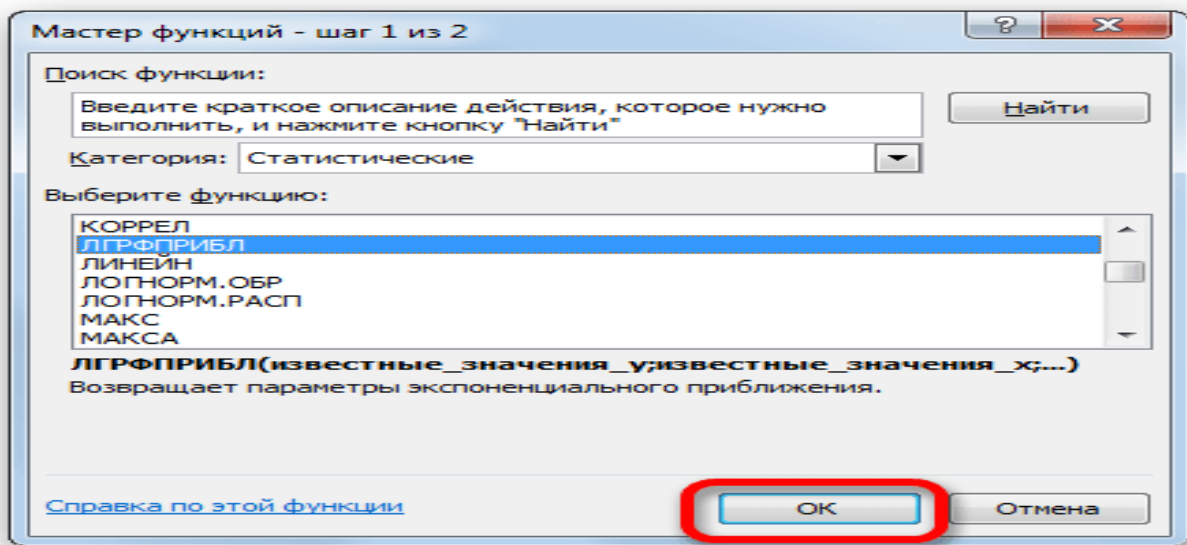 Мастер функций - шаг 1 из 2
Поиск функции:
Введите краткое описание действия, которое нужно
выполнить, и нажмите кнопку "Найти"
Найти
Категория: Статистические
Выберите функцию:
КОРРЕЛ
ЛГРФПРИБЛ
ЛИНЕЙН
ЛОГНОРМ.ОБР
ЛОГНОРМ.РАСП
МАКС
МАКСА
ЛГРФПРИБЛ(известные_значения_y;известные_значения_x;...)
Возвращает параметры экспоненциального приближения.
Справка по этой функции
ОК
Отмена